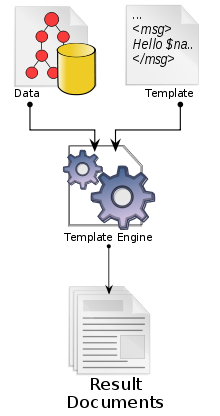 ...
<msg>
Hello $na..
</msg>
Data
Template
Template Engine
Result
Documents